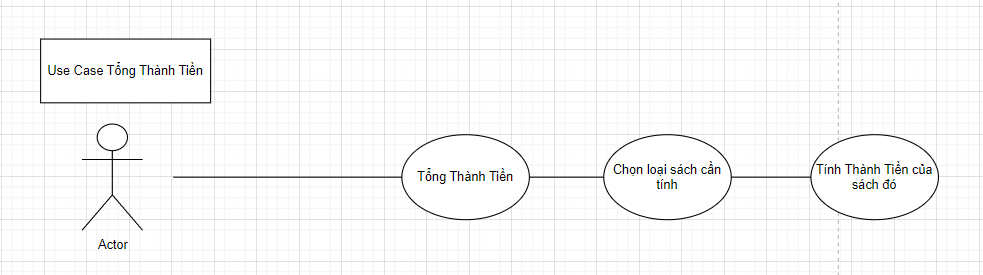 Use Case Tổng Thành Tiền
Tổng Thành Tiền
Chọn loại sách cần
tính
Tính Thành Tiền của
sách đó
Actor